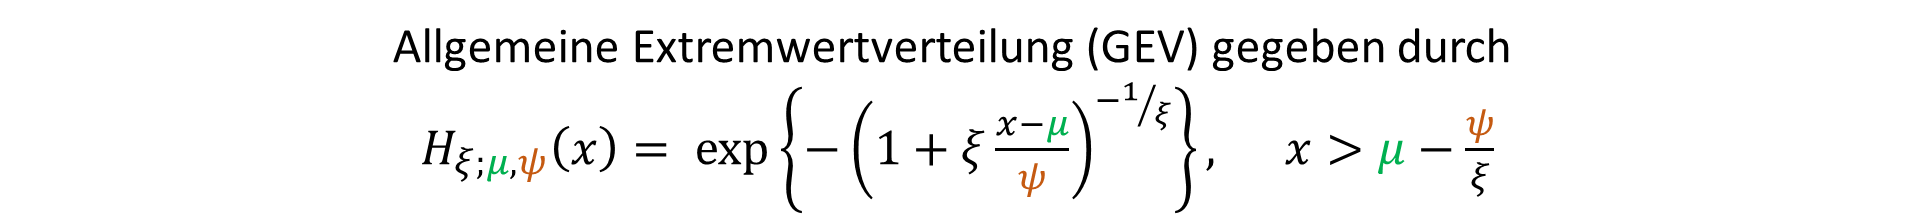 Allgemeine Extremwertverteilung (GEV) gegeben durch
H_{ξ;μ,ψ}(x) = exp{−(1 + ξ (x−μ)/ψ)^{−1/ξ}}, x > μ − ψ/ξ